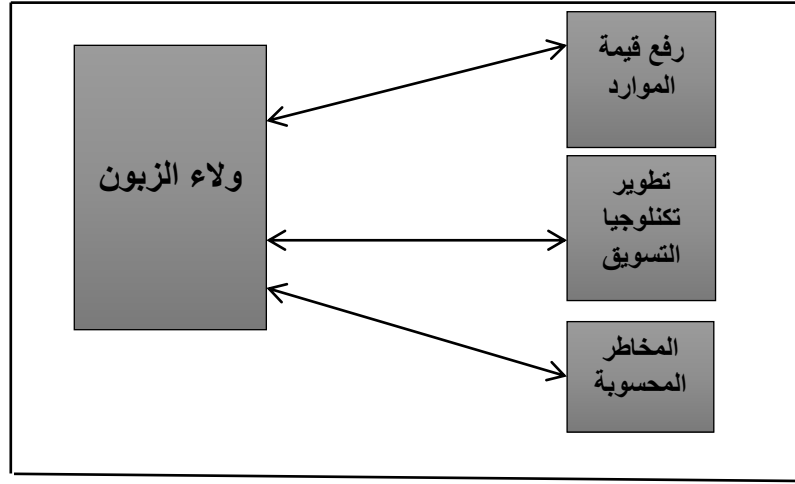 رفع قيمة
الموارد
ولاء الزبون
تطوير
تكنلوجيا
التسويق
المخاطر
المحسوبة